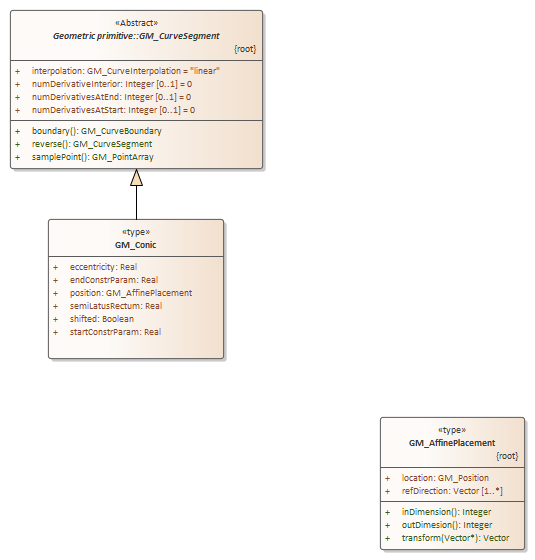 «Abstract»
Geometric primitive::GM_CurveSegment
{root}
+ interpolation: GM_CurveInterpolation = "linear"
+ numDerivativeInterior: Integer [0..1] = 0
+ numDerivativesAtEnd: Integer [0..1] = 0
+ numDerivativesAtStart: Integer [0..1] = 0
+ boundary(): GM_CurveBoundary
+ reverse(): GM_CurveSegment
+ samplePoint(): GM_PointArray
«type»
GM_Conic
+ eccentricity: Real
+ endConstrParam: Real
+ position: GM_AffinePlacement
+ semiLatusRectum: Real
+ shifted: Boolean
+ startConstrParam: Real
«type»
GM_AffinePlacement
{root}
+ location: GM_Position
+ refDirection: Vector [1..*]
+ inDimension(): Integer
+ outDimesion(): Integer
+ transform(Vector*): Vector